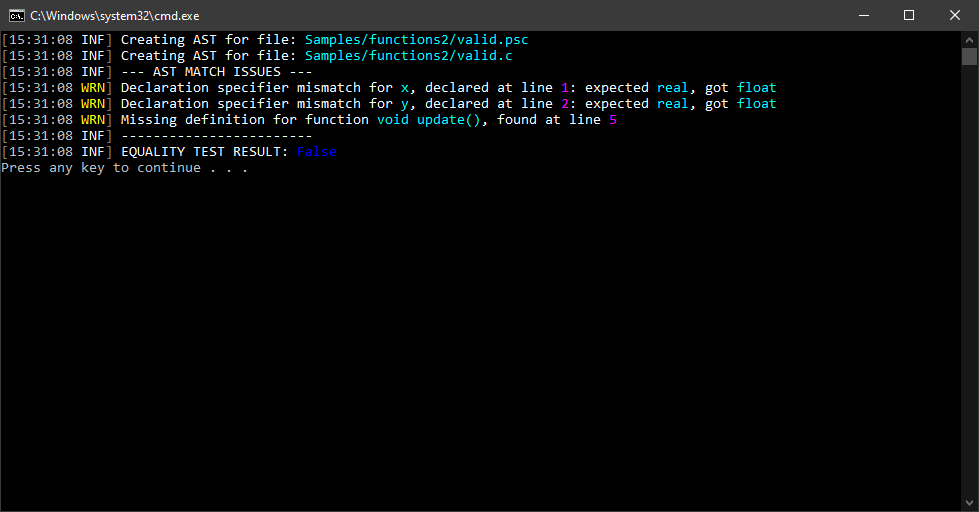 C:\Windows\system32\cmd.exe
[15:31:08 INF] Creating AST for file: Samples/functions2/valid.psc
[15:31:08 INF] Creating AST for file: Samples/functions2/valid.c
[15:31:08 INF] --- AST MATCH ISSUES ---
[15:31:08 WRN] Declaration specifier mismatch for x, declared at line 1: expected real, got float
[15:31:08 WRN] Declaration specifier mismatch for y, declared at line 2: expected real, got float
[15:31:08 WRN] Missing definition for function void update(), found at line 5
[15:31:08 INF] ------------------------
[15:31:08 INF] EQUALITY TEST RESULT: False
Press any key to continue . . .